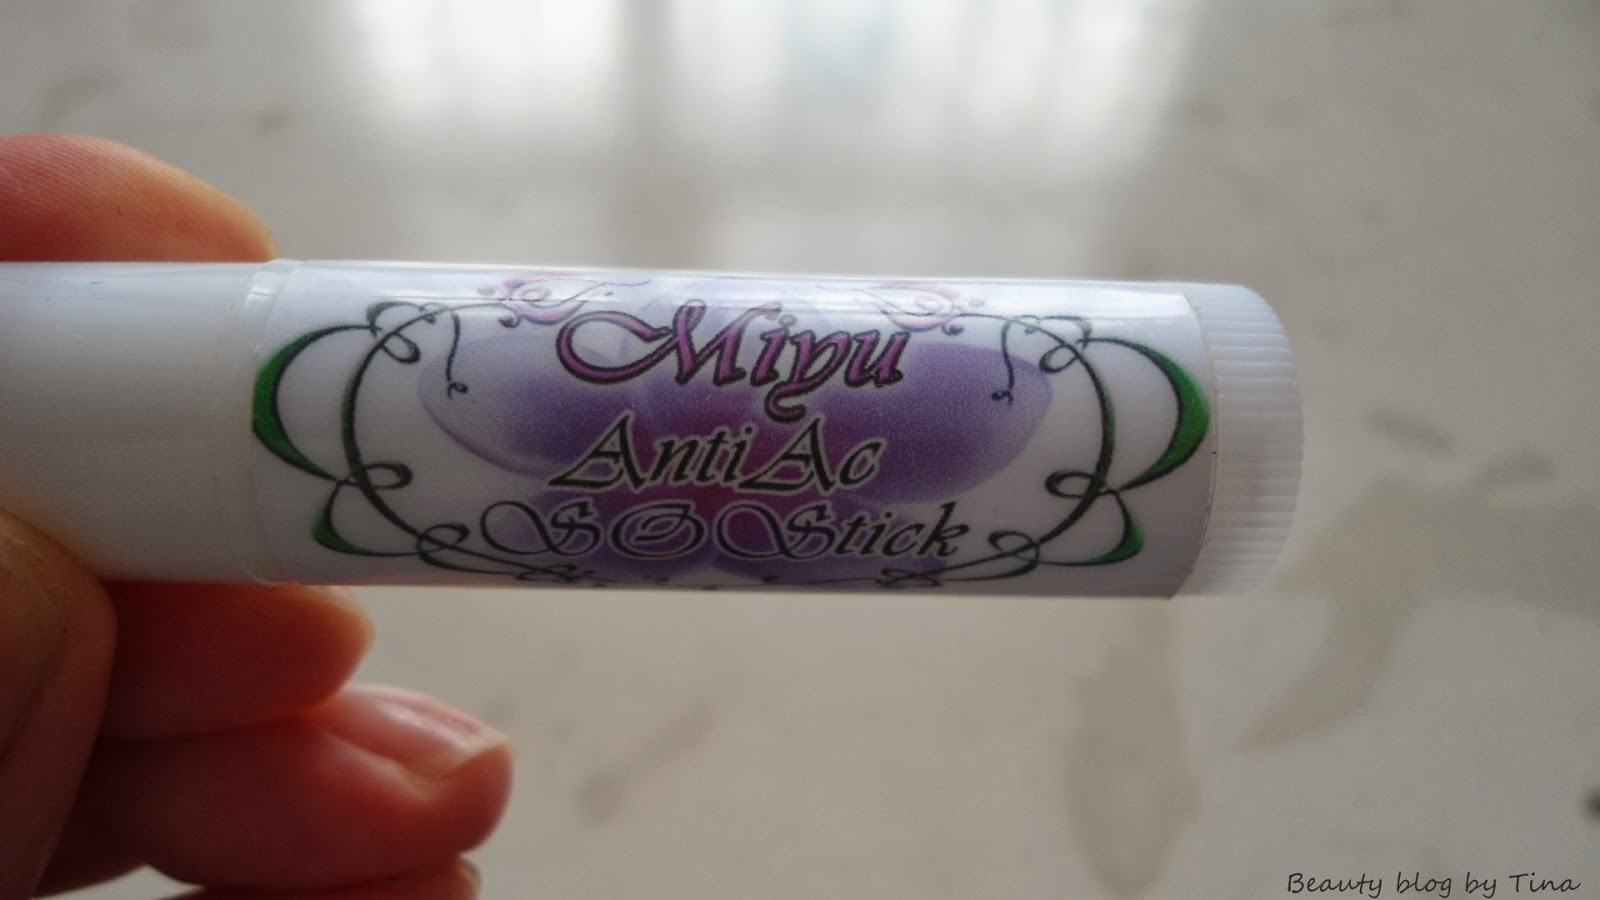 Miyu
AntiAc
SOStick
Beauty blog by Tina